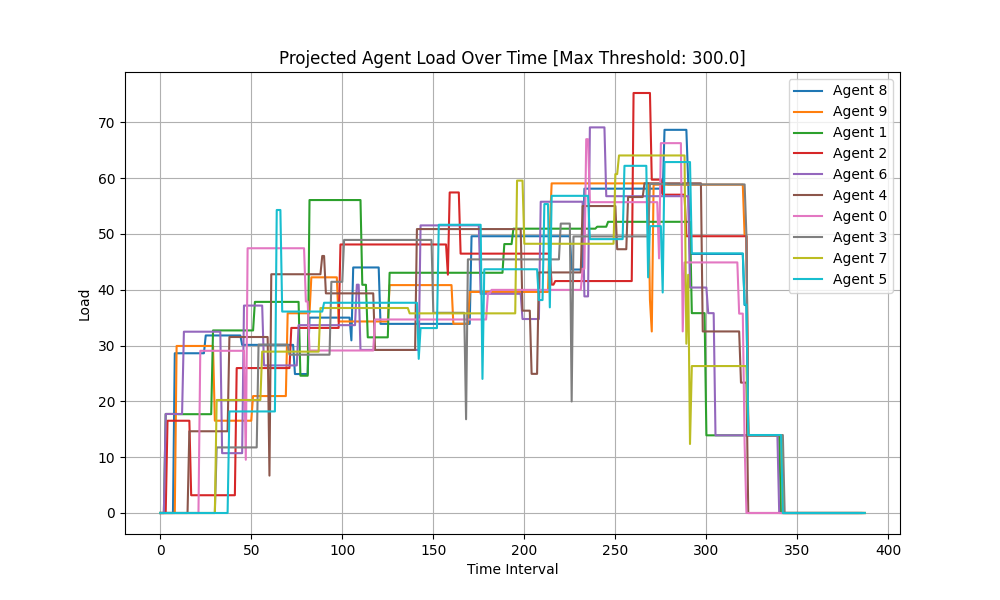 Projected Agent Load Over Time [Max Threshold: 300.0]
Load
70
60
50
40
30
20
10
0
0 50 100 150 200 250 300 350 400
Time Interval
Agent 8
Agent 9
Agent 1
Agent 2
Agent 6
Agent 4
Agent 0
Agent 3
Agent 7
Agent 5